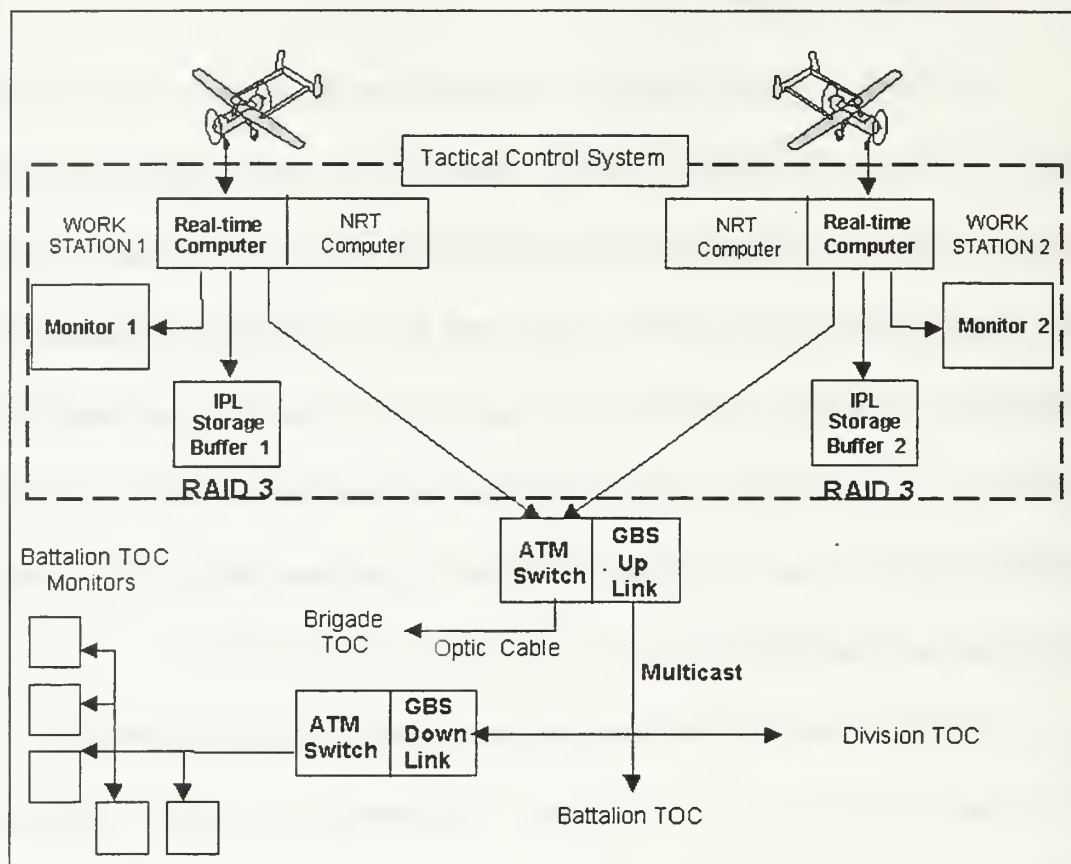 Tactical Control System
WORK
STATION 1
Real-time
Computer
NRT
Computer
NRT
Computer
Real-time
Computer
WORK
STATION 2
Monitor 1
Monitor 2
IPL
Storage
Buffer 1
IPL
Storage
Buffer 2
RAID 3
RAID 3
ATM
Switch
GBS
Up
Link
Battalion TOC
Monitors
Brigade
TOC
Optic Cable
Multicast
ATM
Switch
GBS
Down
Link
Division TOC
Battalion TOC